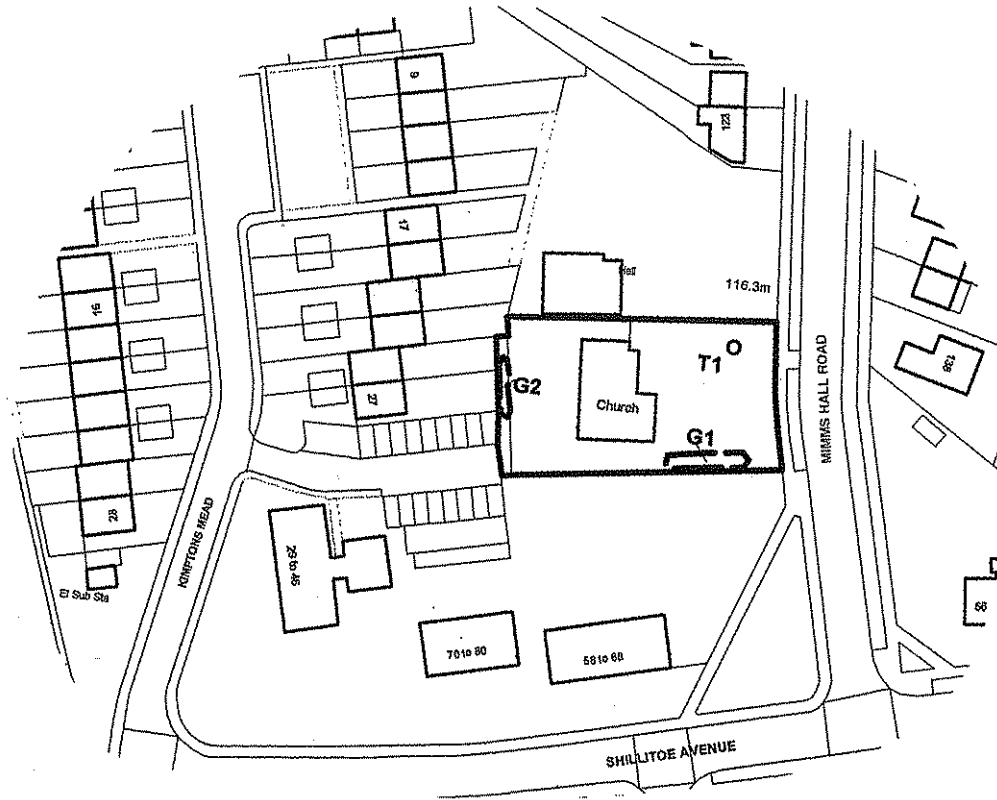 9
123
17
Hall
116.3m
15
T1
O
138
G2
27
Church
G1
MIMMS HALL ROAD
28
KIMPTONS MEAD
29 to 45
El Sub Sta
56
70 to 80
58 to 68
SHILLITOE AVENUE